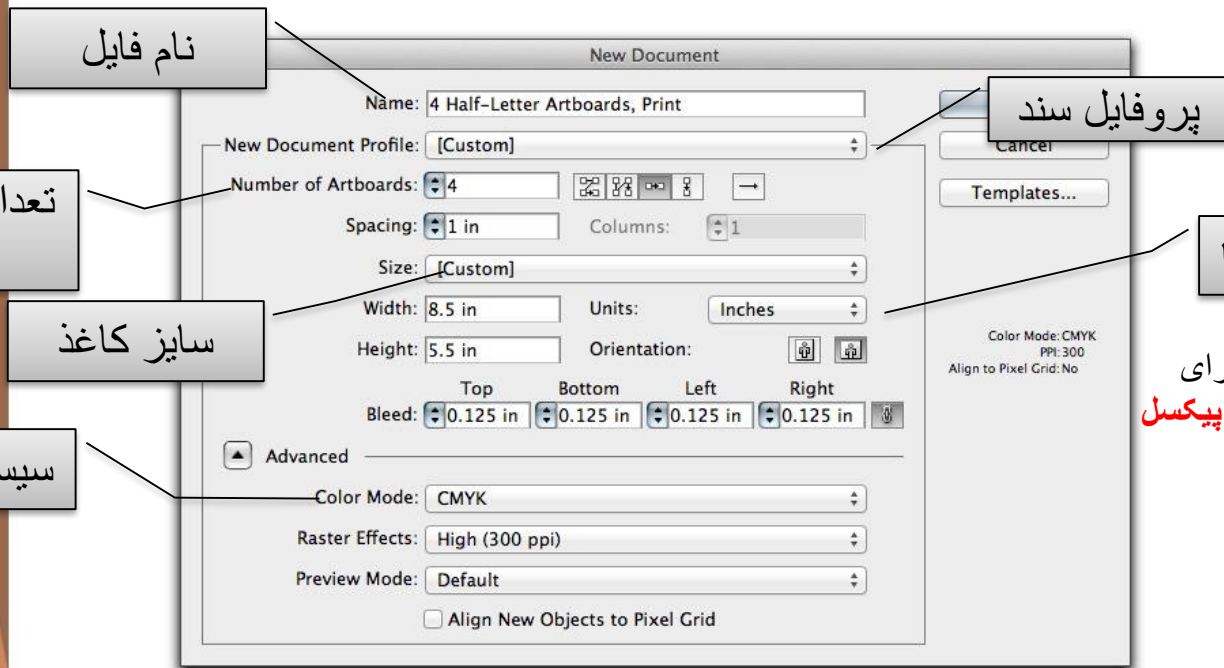 نام فایل
New Document
Name: 4 Half-Letter Artboards, Print
پروفایل سند
New Document Profile: [Custom]
Cancel
Number of Artboards: 4
Templates...
Spacing: 1 in Columns: 1
Size: [Custom]
سایز کاغذ
Width: 8.5 in Units: Inches
Height: 5.5 in Orientation:
Color Mode: CMYK
PPI: 300
Align to Pixel Grid: No
پیکسل
Top Bottom Left Right
Bleed: 0.125 in 0.125 in 0.125 in 0.125 in
Advanced
Color Mode: CMYK
Raster Effects: High (300 ppi)
Preview Mode: Default
Align New Objects to Pixel Grid